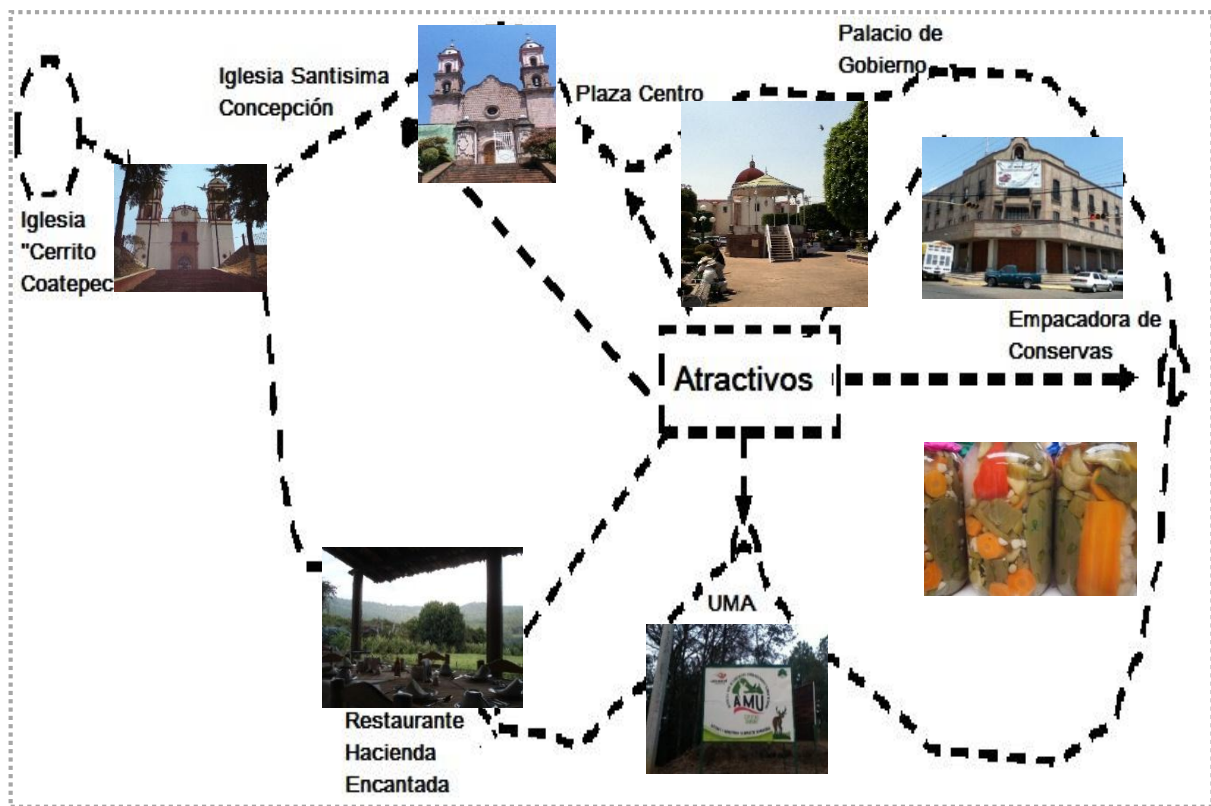 Palacio de
Gobierno
Iglesia Santisima
Concepción
Plaza Centro
Iglesia
"Cerrito
Coatepec
Empacadora de
Conservas
Atractivos
UMA
AMU
Restaurante
Hacienda
Encantada